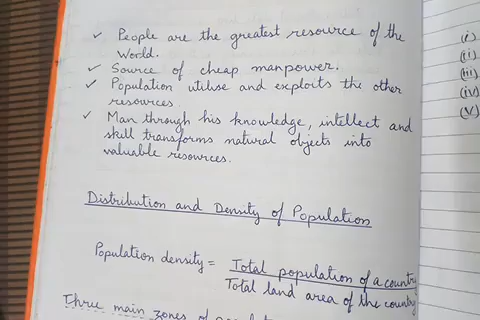 ✓ People are the greatest resource of the
world.
✓ Source of cheap manpower.
✓ Population utilise and exploits the other
resources.
✓ Man through his knowledge, intellect and
skill transforms natural objects into
valuable resources.
Distribution and Density of Population
Population density = Total population of a country
Total land area of the country
Three main zones of
(i)
(ii)
(iii)
(iv)
(v)